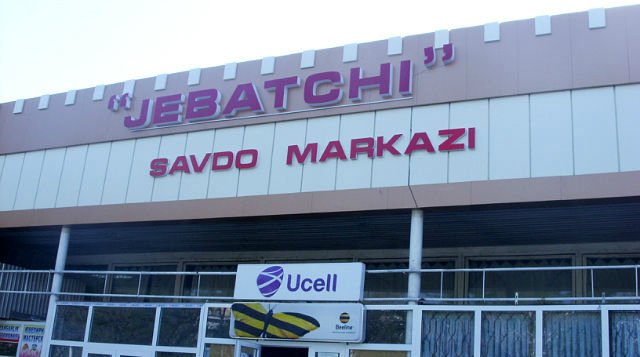 "JEBATCHI"
SAVDO MARKAZI
Ucell
Beeline